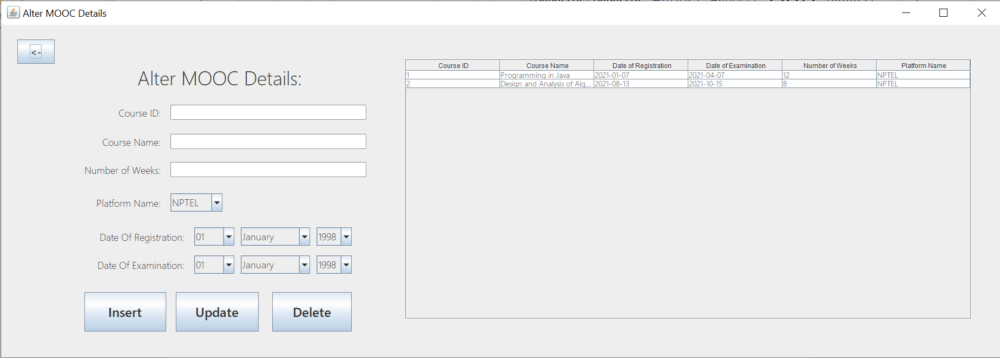 Alter MOOC Details
<-
Alter MOOC Details:
Course ID:
Course Name:
Number of Weeks:
Platform Name: NPTEL
Date Of Registration: 01 January 1998
Date Of Examination: 01 January 1998
Insert Update Delete
Course ID Course Name Date of Registration Date of Examination Number of Weeks Platform Name
1 Programming in Java 2021-01-07 2021-04-07 12 NPTEL
2 Design and Analysis of Alg... 2021-08-13 2021-10-15 8 NPTEL